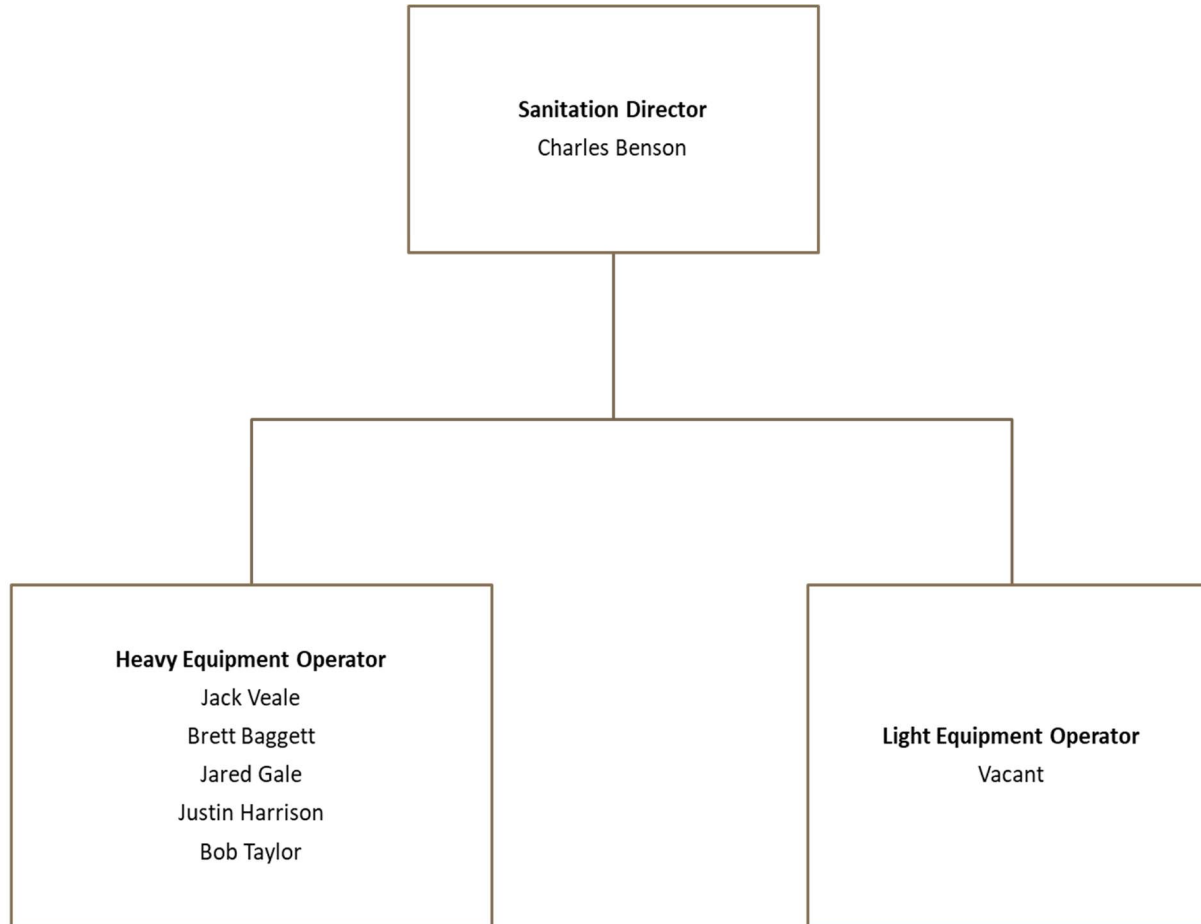 Sanitation Director
Charles Benson
Heavy Equipment Operator
Jack Veale
Brett Baggett
Jared Gale
Justin Harrison
Bob Taylor
Light Equipment Operator
Vacant